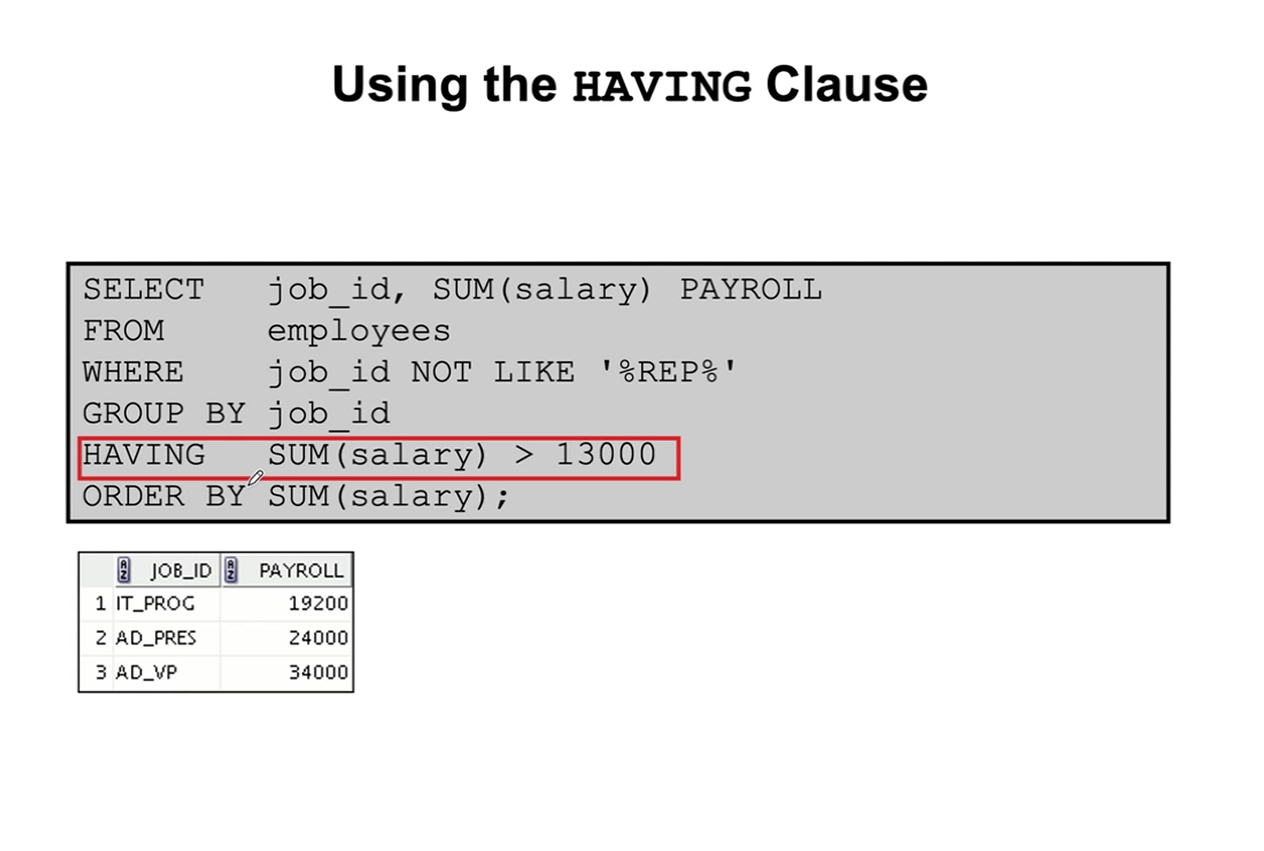 Using the HAVING Clause
SELECT job_id, SUM(salary) PAYROLL
FROM employees
WHERE job_id NOT LIKE '%REP%'
GROUP BY job_id
HAVING SUM(salary) > 13000
ORDER BY SUM(salary);
JOB_ID PAYROLL
1 IT_PROG 19200
2 AD_PRES 24000
3 AD_VP 34000